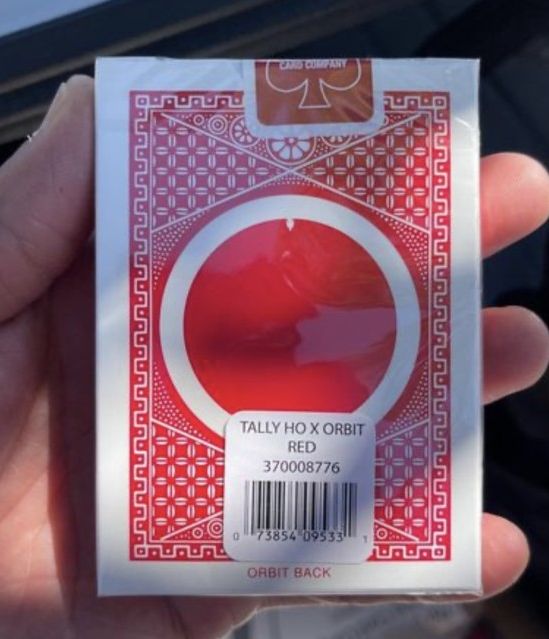 CARD COMPANY
TALLY HO X ORBIT
RED
370008776
0 73854 09533 1
ORBIT BACK